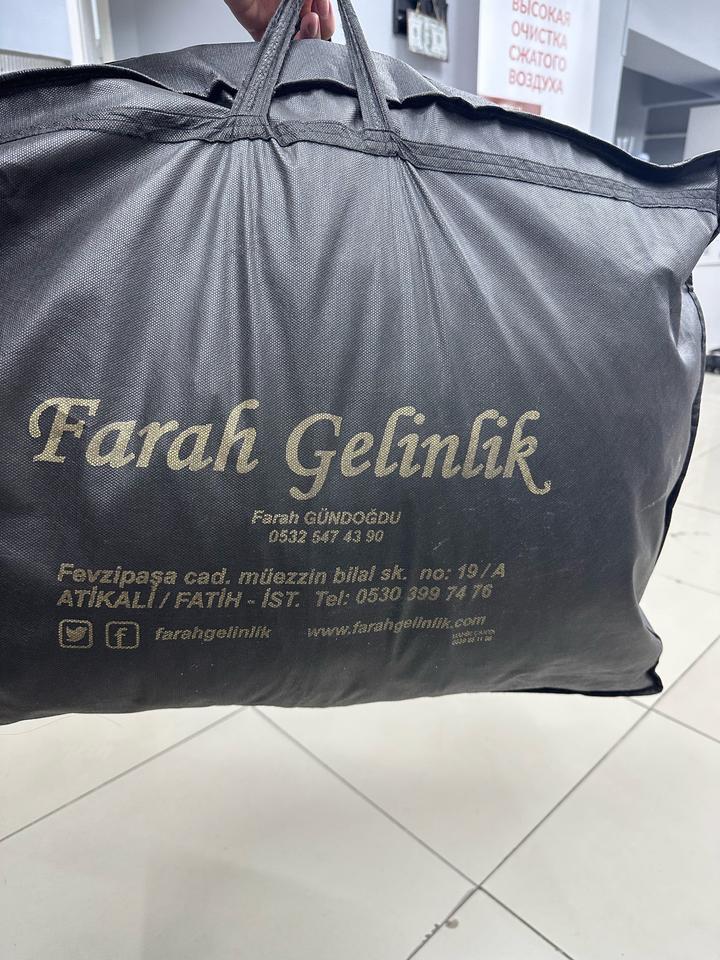 ВЫСОКАЯ
ОЧИСТКА
СЖАТОГО
ВОЗДУХА
Farah Gelinlik
Farah GÜNDOĞDU
0532 547 43 90
Fevzipaşa cad. müezzin bilal sk. no: 19/A
ATİKALİ / FATİH - İST. Tel: 0530 399 74 76
farahgelinlik www.farahgelinlik.com